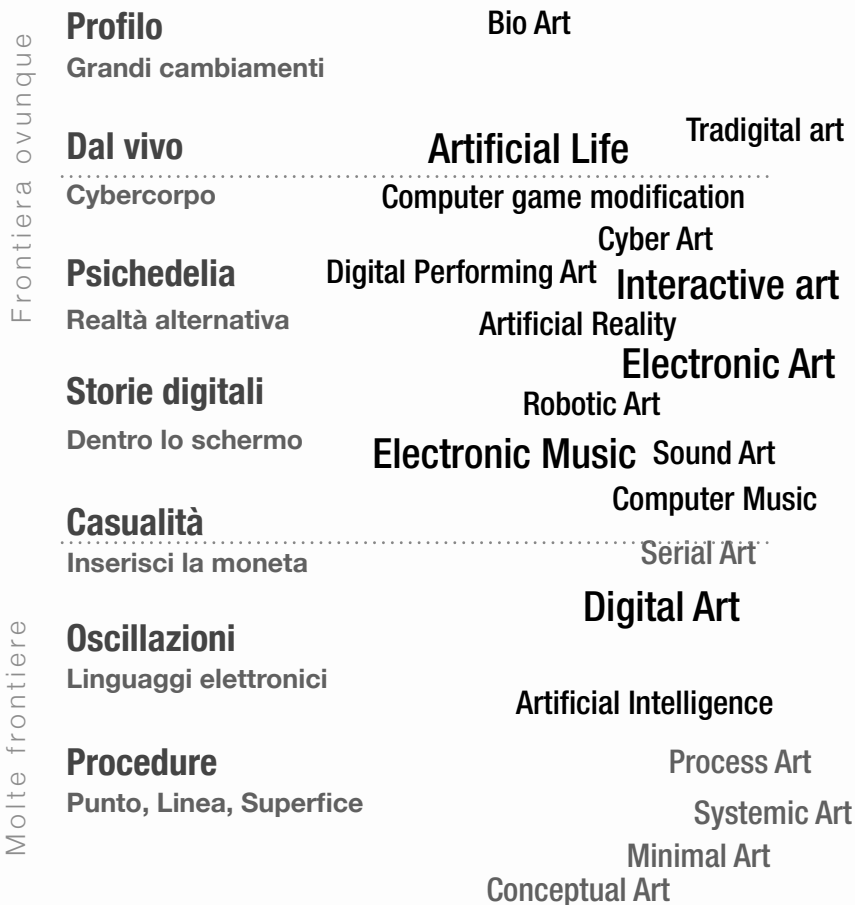 Frontiera ovunque
Profilo
Grandi cambiamenti
Bio Art
Dal vivo
Artificial Life
Tradigital art
Cybercorpo
Computer game modification
Cyber Art
Psichedelia
Digital Performing Art
Interactive art
Realtà alternativa
Artificial Reality
Electronic Art
Storie digitali
Robotic Art
Dentro lo schermo
Electronic Music
Sound Art
Computer Music
Casualità
Inserisci la moneta
Serial Art
Molte frontiere
Digital Art
Oscillazioni
Linguaggi elettronici
Artificial Intelligence
Procedure
Process Art
Punto, Linea, Superfice
Systemic Art
Minimal Art
Conceptual Art